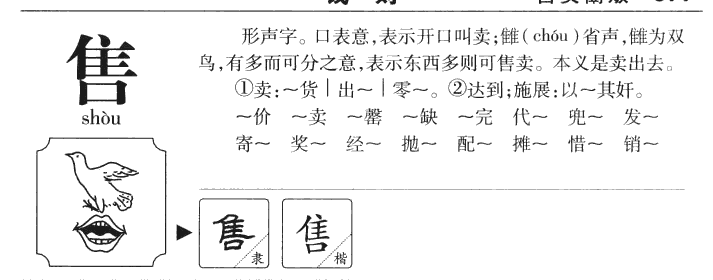 售
shòu
形声字。口表意,表示开口叫卖;雔(chóu)省声,雔为双
鸟,有多而可分之意,表示东西多则可售卖。本义是卖出去。
①卖:～货｜出～｜零～。②达到;施展:以～其奸。
～价 ～卖 ～罄 ～缺 ～完 代～ 兜～ 发～
寄～ 奖～ 经～ 抛～ 配～ 摊～ 惜～ 销～
售 隶
售 楷